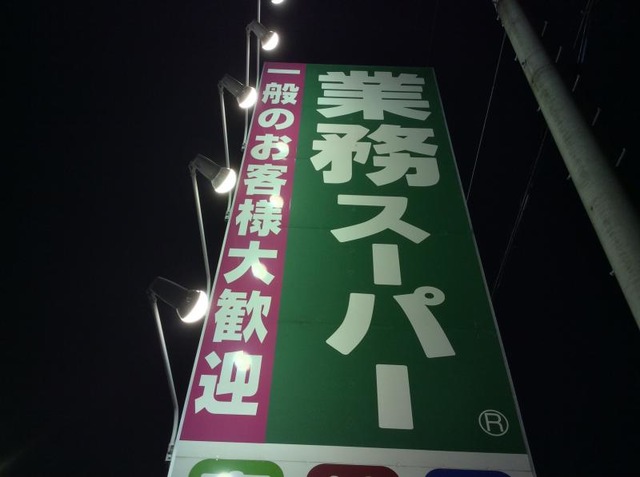 業務スーパー
®
一般のお客様大歓迎